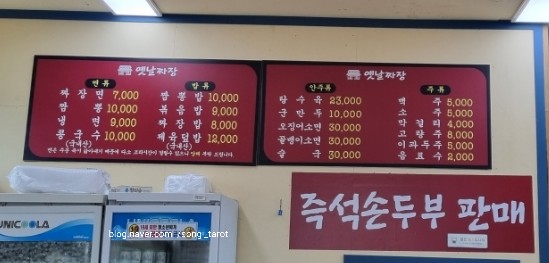 옛날짜장
면류
짜장면 7,000
짬뽕 10,000
냉면 9,000
콩국수 10,000
(국내산)
밥류
짬뽕밥 10,000
볶음밥 9,000
짜장밥 8,000
제육덮밥 12,000
(국내산)
옛날짜장
안주류
탕수육 23,000
군만두 10,000
오징어소면 30,000
골뱅이소면 30,000
술국 30,000
주류
맥주 5,000
소주 5,000
막걸리 4,000
고량주 8,000
이과두주 5,000
음료수 2,000
즉석손두부 판매
UNICOOLA
blog.naver.com/song_tarot